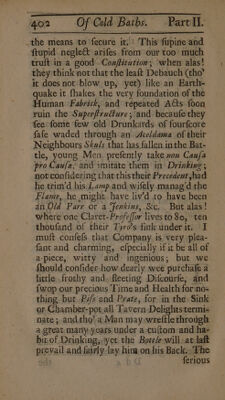 402 Of Cold Baths. Part II.
the means to secure it. This supine and
stupid neglect arises from our too much
trust in a good Constitution; when alas!
they think not that the least Debauch (tho'
it does not blow up, yet) like an Earth-
quake it shakes the very foundation of the
Human Fabrick, and repeated Acts soon
ruin the Superstructure; and because they
see some few old Drunkards of fourscore
safe waded through an Aceldama of their
Neighbours Skuls that has fallen in the Bat-
tle, young Men presently take non Causa
pro Causa, and imitate them in Drinking;
not considering that this their Precedent, had
he trim'd his Lamp and wisely manag'd the
Flame, he might have liv'd to have been
an Old Parr or a Jenkins, &c. But alas!
where one Claret-Professor lives to 80, ten
thousand of their Tyro's sink under it. I
must confess that Company is very plea-
sant and charming, especially if it be all of
a piece, witty and ingenious; but we
should consider how dearly wee purchase a
little frothy and fleeting Discourse, and
swop our precious Time and Health for no-
thing but Piss and Prate, for in the Sink
or Chamber-pot all Tavern Delights termi-
nate; and tho' a Man may wrestle through
a great many years under a custom and ha-
bit of Drinking, yet the Bottle will at last
prevail and fairly lay him on his Back. The
serious